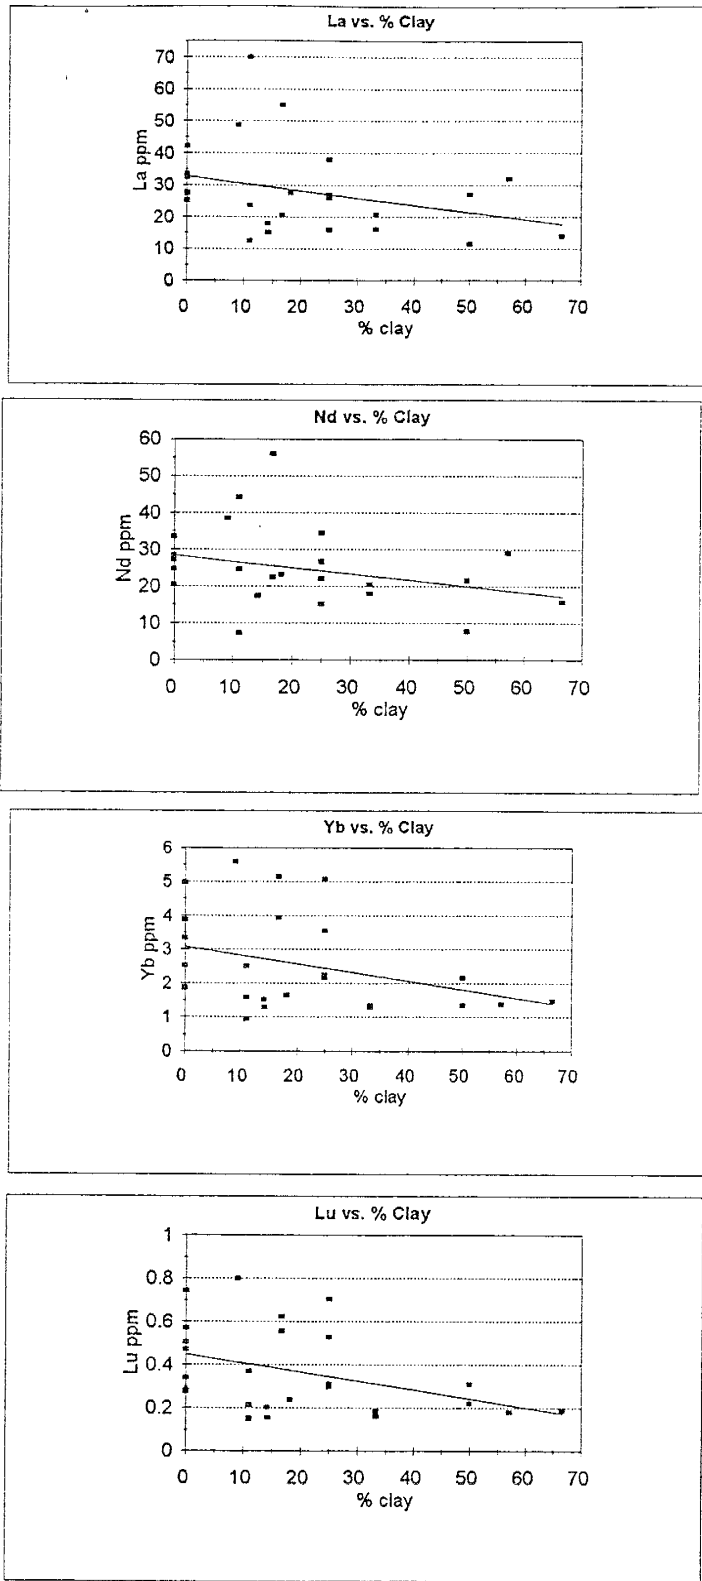 La vs. % Clay
70
60
50
40
30
20
10
0
La ppm
0 10 20 30 40 50 60 70
% clay
Nd vs. % Clay
60
50
40
30
20
10
0
Nd ppm
0 10 20 30 40 50 60 70
% clay
Yb vs. % Clay
6
5
4
3
2
1
0
Yb ppm
0 10 20 30 40 50 60 70
% clay
Lu vs. % Clay
1
0.8
0.6
0.4
0.2
0
Lu ppm
0 10 20 30 40 50 60 70
% clay